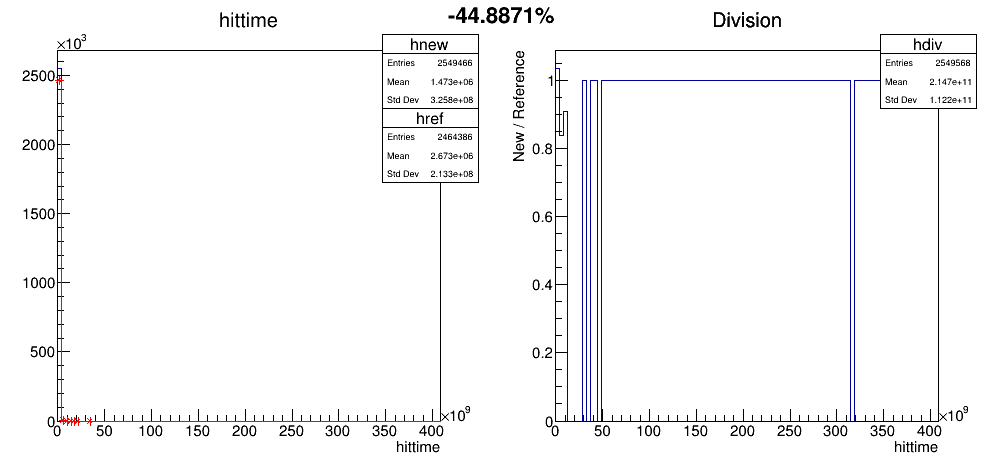 -44.8871%
hittime
×10³
2500
2000
1500
1000
500
0
0 50 100 150 200 250 300 350 400 ×10⁹
hittime
hnew
Entries 2549466
Mean 1.473e+06
Std Dev 3.258e+08
href
Entries 2464386
Mean 2.673e+06
Std Dev 2.133e+08
Division
New / Reference
1
0.8
0.6
0.4
0.2
0
0 50 100 150 200 250 300 350 400 ×10⁹
hittime
hdiv
Entries 2549568
Mean 2.147e+11
Std Dev 1.122e+11